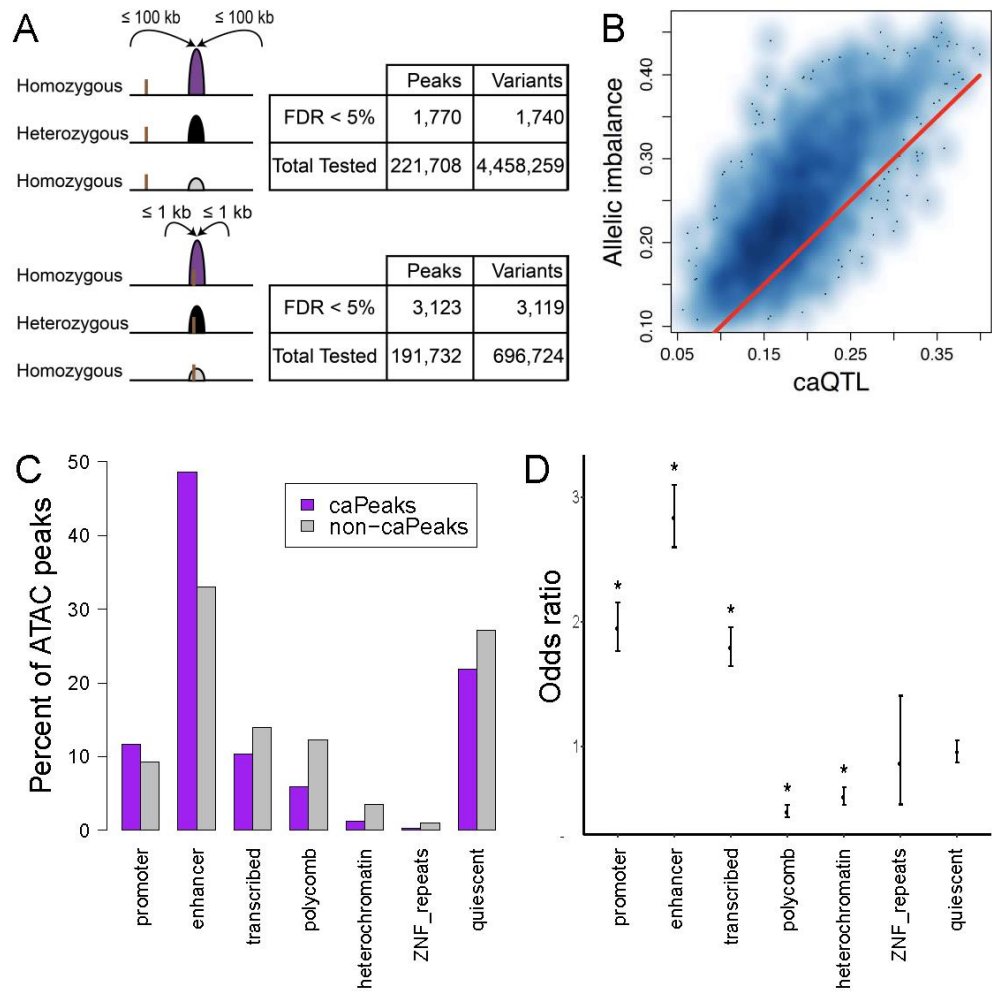 A
≤ 100 kb ≤ 100 kb
Homozygous
Heterozygous
Homozygous
Peaks Variants
FDR < 5% 1,770 1,740
Total Tested 221,708 4,458,259
≤ 1 kb ≤ 1 kb
Homozygous
Heterozygous
Homozygous
Peaks Variants
FDR < 5% 3,123 3,119
Total Tested 191,732 696,724
B
Allelic imbalance
0.40
0.30
0.20
0.10
0.05 0.15 0.25 0.35
caQTL
C
Percent of ATAC peaks
50
40
30
20
10
0
caPeaks
non-caPeaks
promoter
enhancer
transcribed
polycomb
heterochromatin
ZNF_repeats
quiescent
D
Odds ratio
3
2
1
-
* * * * *
promoter
enhancer
transcribed
polycomb
heterochromatin
ZNF_repeats
quiescent